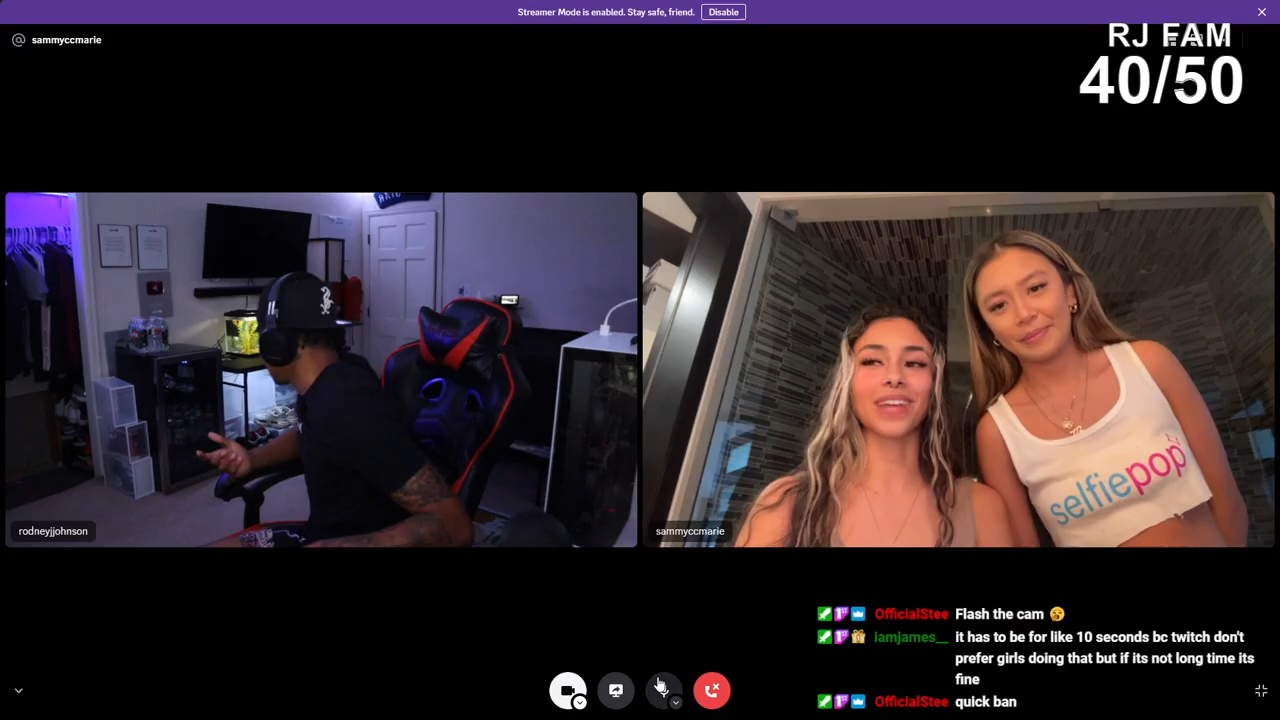 Streamer Mode is enabled. Stay safe, friend. Disable
sammyccmarie
RJ FAM
40/50
selfiepop
rodneyjjohnson
sammyccmarie
OfficialStee Flash the cam 🥱
iamjames__ it has to be for like 10 seconds bc twitch don't
prefer girls doing that but if its not long time its
fine
OfficialStee quick ban